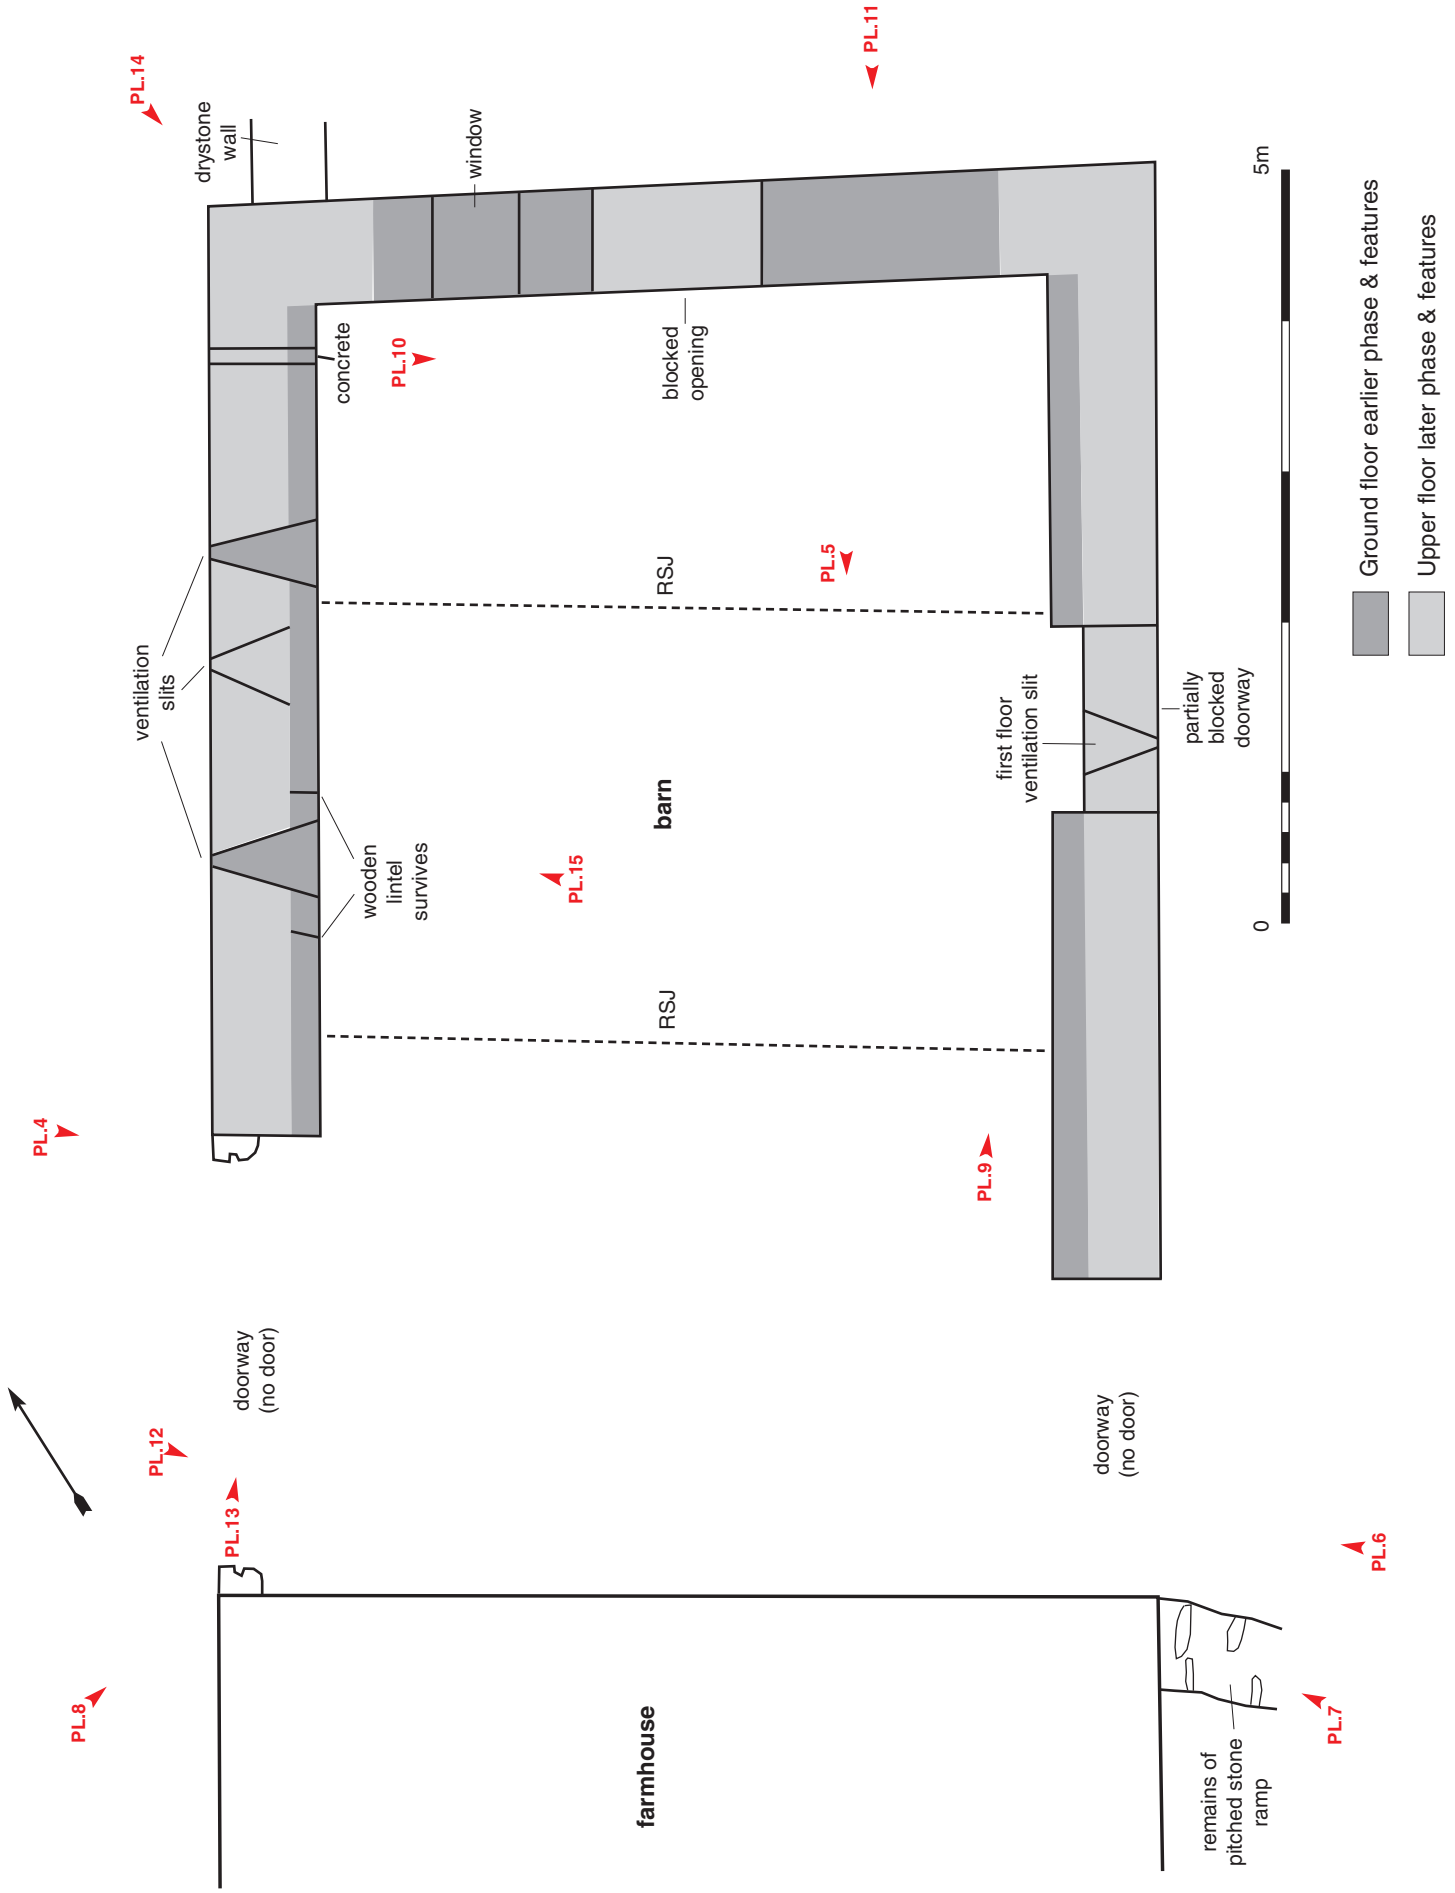 PL.14
PL.11
drystone
wall
window
PL.10
concrete
blocked
opening
ventilation
slits
RSJ
PL.5
wooden
lintel
survives
barn
PL.15
first floor
ventilation slit
partially
blocked
doorway
RSJ
PL.4
PL.9
doorway
(no door)
doorway
(no door)
PL.12
PL.13
PL.8
PL.6
PL.7
farmhouse
remains of
pitched stone
ramp
0
5m
Ground floor earlier phase & features
Upper floor later phase & features